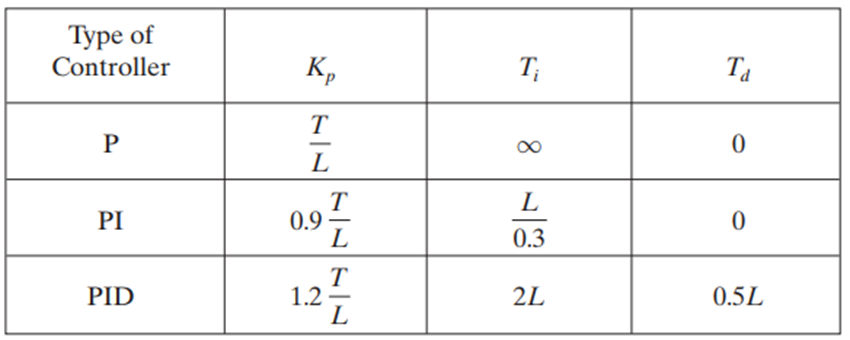 Type of
Controller
K_p
T_i
T_d
P
T
L
∞
0
PI
0.9 T
L
L
0.3
0
PID
1.2 T
L
2L
0.5L